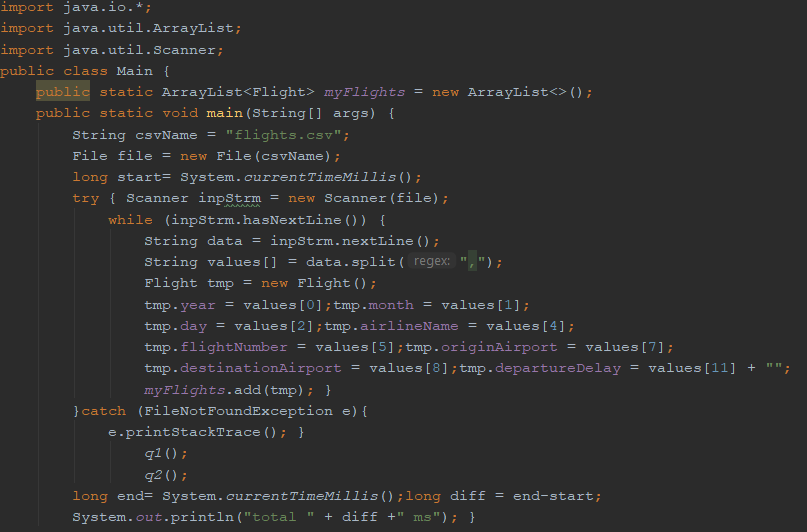 import java.io.*;
import java.util.ArrayList;
import java.util.Scanner;
public class Main {
    public static ArrayList<Flight> myFlights = new ArrayList<>();
    public static void main(String[] args) {
        String csvName = "flights.csv";
        File file = new File(csvName);
        long start= System.currentTimeMillis();
        try { Scanner inpStrm = new Scanner(file);
            while (inpStrm.hasNextLine()) {
                String data = inpStrm.nextLine();
                String values[] = data.split( regex: ",");
                Flight tmp = new Flight();
                tmp.year = values[0];tmp.month = values[1];
                tmp.day = values[2];tmp.airlineName = values[4];
                tmp.flightNumber = values[5];tmp.originAirport = values[7];
                tmp.destinationAirport = values[8];tmp.departureDelay = values[11] + "";
                myFlights.add(tmp); }
        }catch (FileNotFoundException e){
            e.printStackTrace(); }
                q1();
                q2();
        long end= System.currentTimeMillis();long diff = end-start;
        System.out.println("total " + diff +" ms"); }